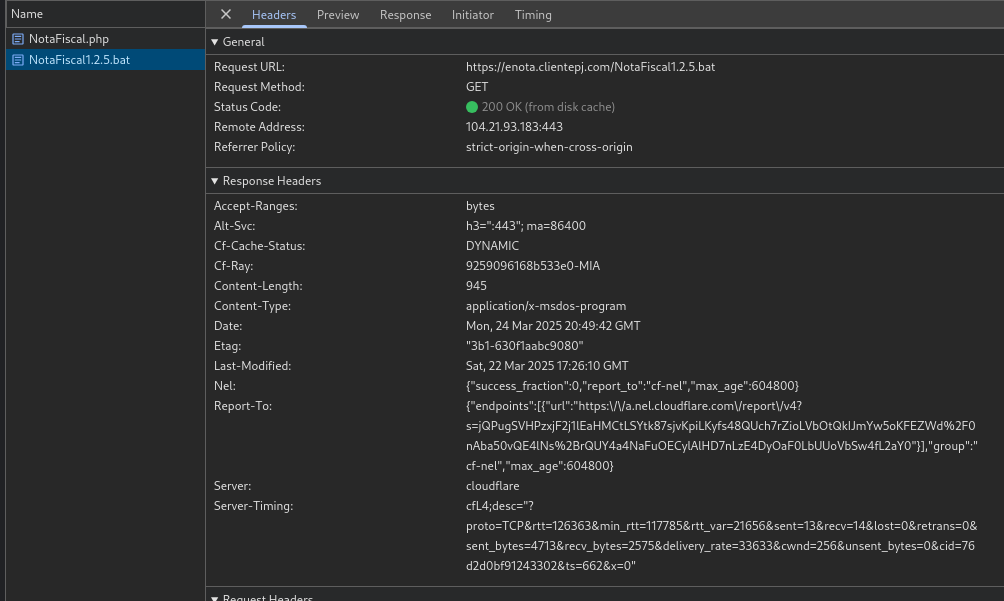 Name
NotaFiscal.php
NotaFiscal1.2.5.bat
Headers Preview Response Initiator Timing
General
Request URL: https://enota.clientepj.com/NotaFiscal1.2.5.bat
Request Method: GET
Status Code: 200 OK (from disk cache)
Remote Address: 104.21.93.183:443
Referrer Policy: strict-origin-when-cross-origin
Response Headers
Accept-Ranges: bytes
Alt-Svc: h3=":443"; ma=86400
Cf-Cache-Status: DYNAMIC
Cf-Ray: 9259096168b533e0-MIA
Content-Length: 945
Content-Type: application/x-msdos-program
Date: Mon, 24 Mar 2025 20:49:42 GMT
Etag: "3b1-630f1aabc9080"
Last-Modified: Sat, 22 Mar 2025 17:26:10 GMT
Nel: {"success_fraction":0,"report_to":"cf-nel","max_age":604800}
Report-To: {"endpoints":[{"url":"https:\/\/a.nel.cloudflare.com\/report\/v4?
s=jQPugSVHPzxjF2j1lEaHMCtLSYtk87sjvKpiLKyfs48QUch7rZioLVbOtQkIJmYw5oKFEZWd%2F0
nAba50vQE4lNs%2BrQUY4a4NaFuOECylAlHD7nLzE4DyOaF0LbUUoVbSw4fL2aY0"}],"group":"
cf-nel","max_age":604800}
Server: cloudflare
Server-Timing: cfL4;desc="?
proto=TCP&rtt=126363&min_rtt=117785&rtt_var=21656&sent=13&recv=14&lost=0&retrans=0&
sent_bytes=4713&recv_bytes=2575&delivery_rate=33633&cwnd=256&unsent_bytes=0&cid=76
d2d0bf91243302&ts=662&x=0"
Request Headers